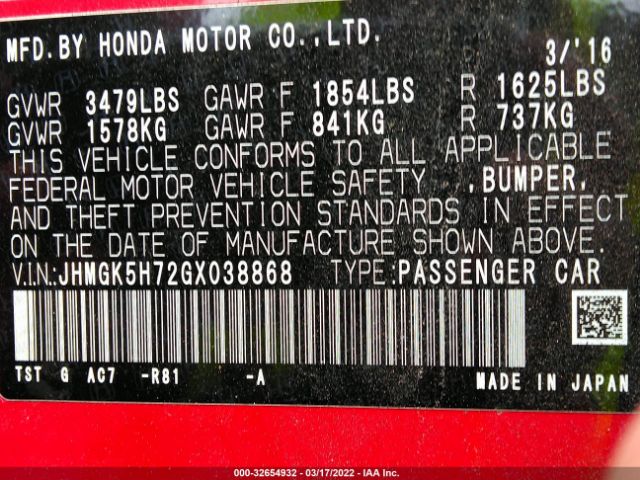 MFD.BY HONDA MOTOR CO.,LTD. 3/'16
GVWR 3479LBS GAWR F 1854LBS R 1625LBS
GVWR 1578KG GAWR F 841KG R 737KG
THIS VEHICLE CONFORMS TO ALL APPLICABLE
FEDERAL MOTOR VEHICLE SAFETY ,BUMPER,
AND THEFT PREVENTION STANDARDS IN EFFECT
ON THE DATE OF MANUFACTURE SHOWN ABOVE.
V.I.N.:JHMGK5H72GX038868 TYPE:PASSENGER CAR
TST G AC7 -R81 -A MADE IN JAPAN
000-32654932 - 03/17/2022 - IAA Inc.